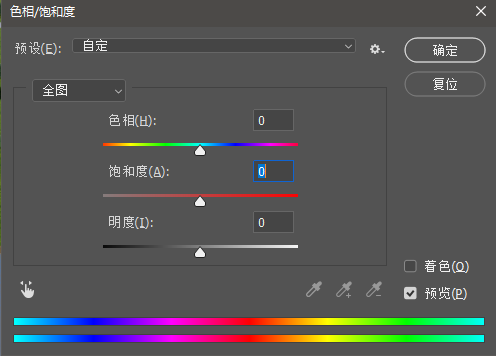 色相/饱和度
预设(E): 自定
确定
复位
全图
色相(H): 0
饱和度(A): 0
明度(I): 0
着色(O)
预览(P)